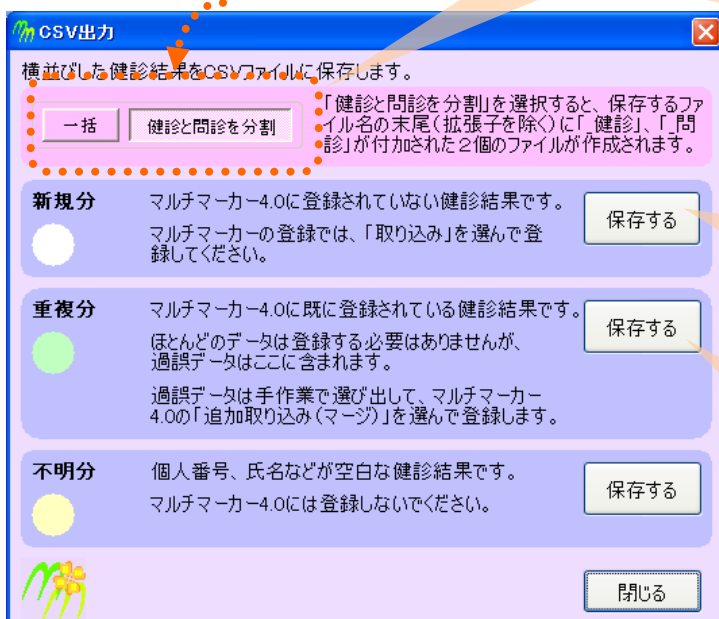 CSV出力
横並びした健診結果をCSVファイルに保存します。
一括
健診と問診を分割
「健診と問診を分割」を選択すると、保存するファ
イル名の末尾(拡張子を除く)に「_健診」、「_問
診」が付加された2個のファイルが作成されます。
新規分
マルチマーカー4.0に登録されていない健診結果です。
マルチマーカーの登録では、「取り込み」を選んで登
録してください。
保存する
重複分
マルチマーカー4.0に既に登録されている健診結果です。
ほとんどのデータは登録する必要はありませんが、
過誤データはここに含まれます。
過誤データは手作業で選び出して、マルチマーカー
4.0の「追加取り込み(マージ)」を選んで登録します。
保存する
不明分
個人番号、氏名などが空白な健診結果です。
マルチマーカー4.0には登録しないでください。
保存する
閉じる